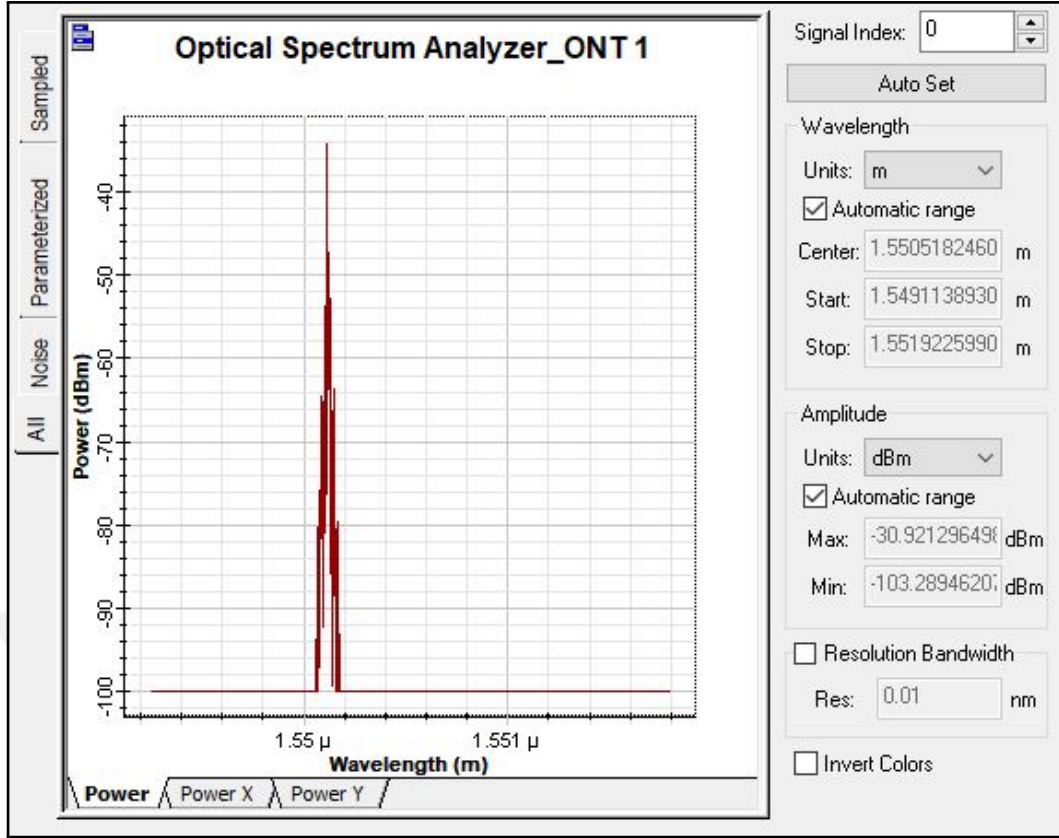 Optical Spectrum Analyzer_ONT 1
Sampled
Parameterized
Noise
All
Power (dBm)
-40
-50
-60
-70
-80
-90
-100
1.55 µ
1.551 µ
Wavelength (m)
Power
Power X
Power Y
Signal Index: 0
Auto Set
Wavelength
Units: m
Automatic range
Center: 1.5505182460 m
Start: 1.5491138930 m
Stop: 1.5519225990 m
Amplitude
Units: dBm
Automatic range
Max: -30.92129649 dBm
Min: -103.28946207 dBm
Resolution Bandwidth
Res: 0.01 nm
Invert Colors